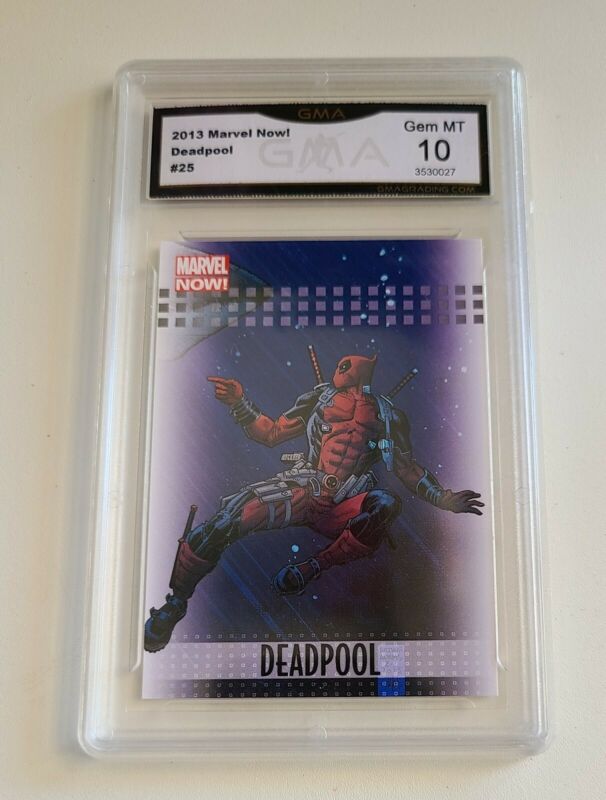 GMA
2013 Marvel Now!
Deadpool
#25
GMA
Gem MT
10
3530027
GMAGRADING.COM
MARVEL
NOW!
DEADPOOL